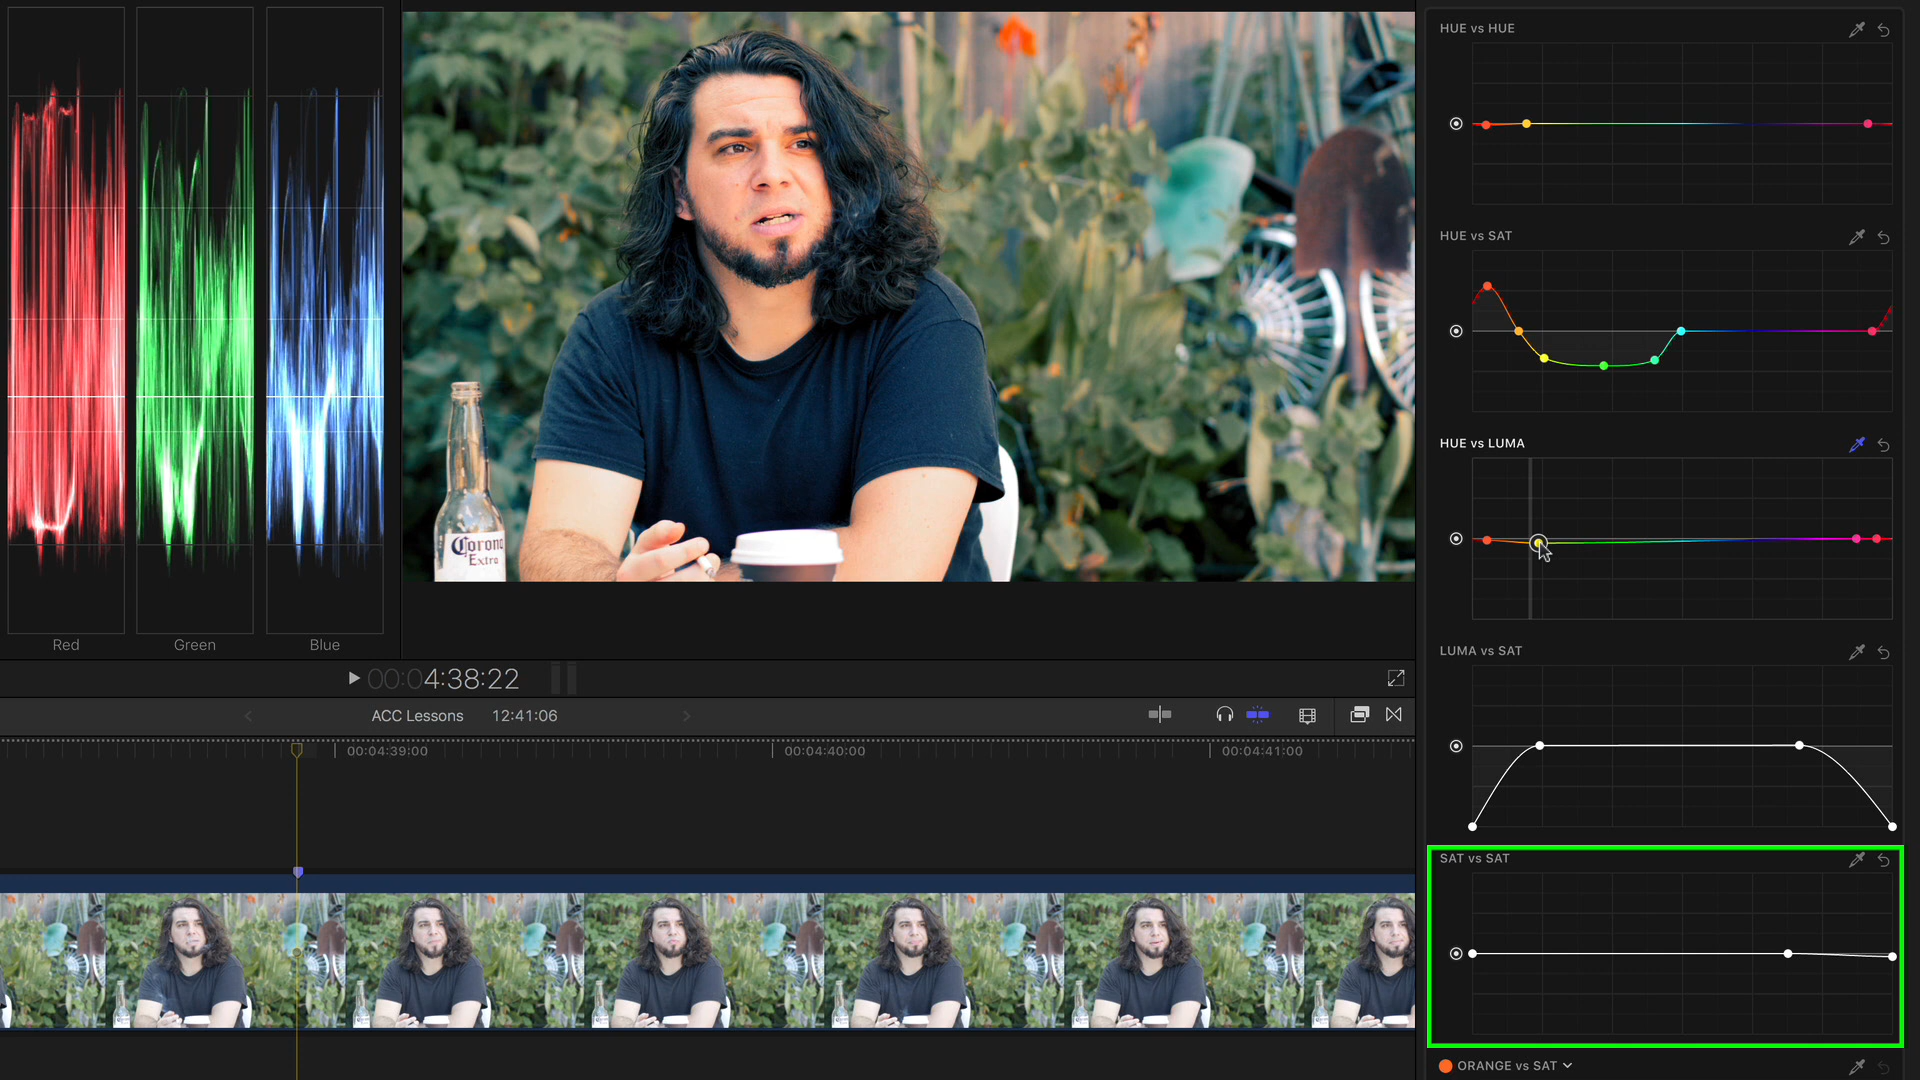 HUE vs HUE
HUE vs SAT
Corona
Extra
HUE vs LUMA
Red
Green
Blue
LUMA vs SAT
00:04:38:22
ACC Lessons
12:41:06
00:04:39:00
00:04:40:00
00:04:41:00
SAT vs SAT
ORANGE vs SAT